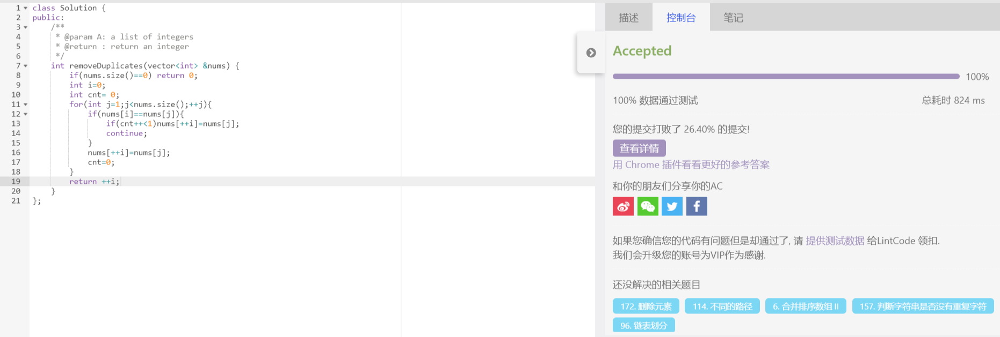 1 class Solution {
2 public:
3     /**
4      * @param A: a list of integers
5      * @return : return an integer
6      */
7     int removeDuplicates(vector<int> &nums) {
8         if(nums.size()==0) return 0;
9         int i=0;
10         int cnt= 0;
11         for(int j=1;j<nums.size();++j){
12             if(nums[i]==nums[j]){
13                 if(cnt++<1)nums[++i]=nums[j];
14                 continue;
15             }
16             nums[++i]=nums[j];
17             cnt=0;
18         }
19         return ++i;
20     }
21 };
描述 控制台 笔记
Accepted
100%
100% 数据通过测试 总耗时 824 ms
您的提交打败了 26.40% 的提交!
查看详情
用 Chrome 插件看看更好的参考答案
和你的朋友们分享你的AC
如果您确信您的代码有问题但是却通过了, 请 提供测试数据 给LintCode 领扣.
我们会升级您的账号为VIP作为感谢.
还没解决的相关题目
172. 删除元素 114. 不同的路径 6. 合并排序数组 II 157. 判断字符串是否没有重复字符
96. 链表划分